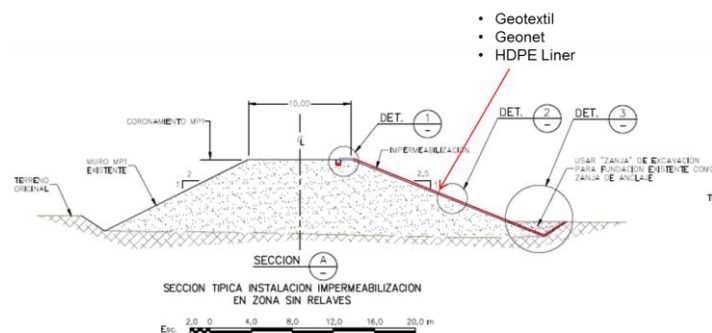 • Geotextil
• Geonet
• HDPE Liner
10,00
CORONAMIENTO MP1
DET. 1
-
DET. 2
-
DET. 3
-
℄
IMPERMEABILIZACION
MURO MP1
EXISTENTE
2
1
2,5
1
USAR "ZANJA" DE EXCAVACION
PARA FUNDACION EXISTENTE COMO
ZANJA DE ANCLAJE
TERRENO
ORIGINAL
T
SECCION A
-
SECCION TIPICA INSTALACION IMPERMEABILIZACION
EN ZONA SIN RELAVES
Esc. 2,0 0 4,0 8,0 12,0 16,0 20,0 m